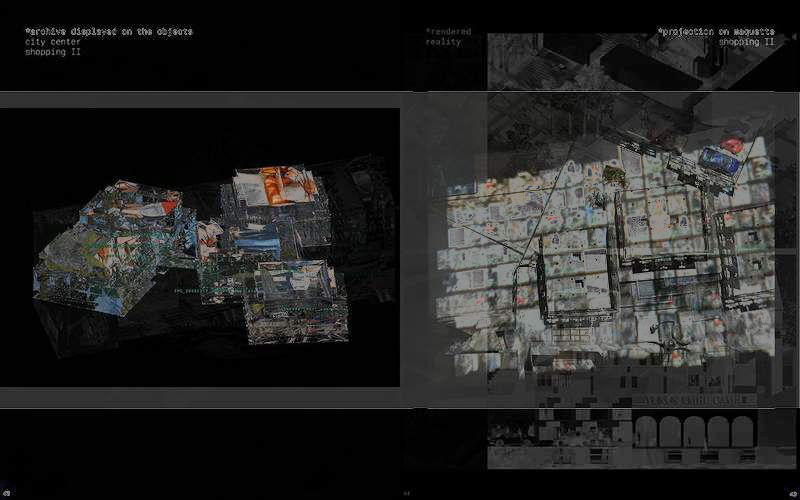 *archive displayed on the objects
city center
shopping II
*rendered
reality
*projection on maquette
shopping II